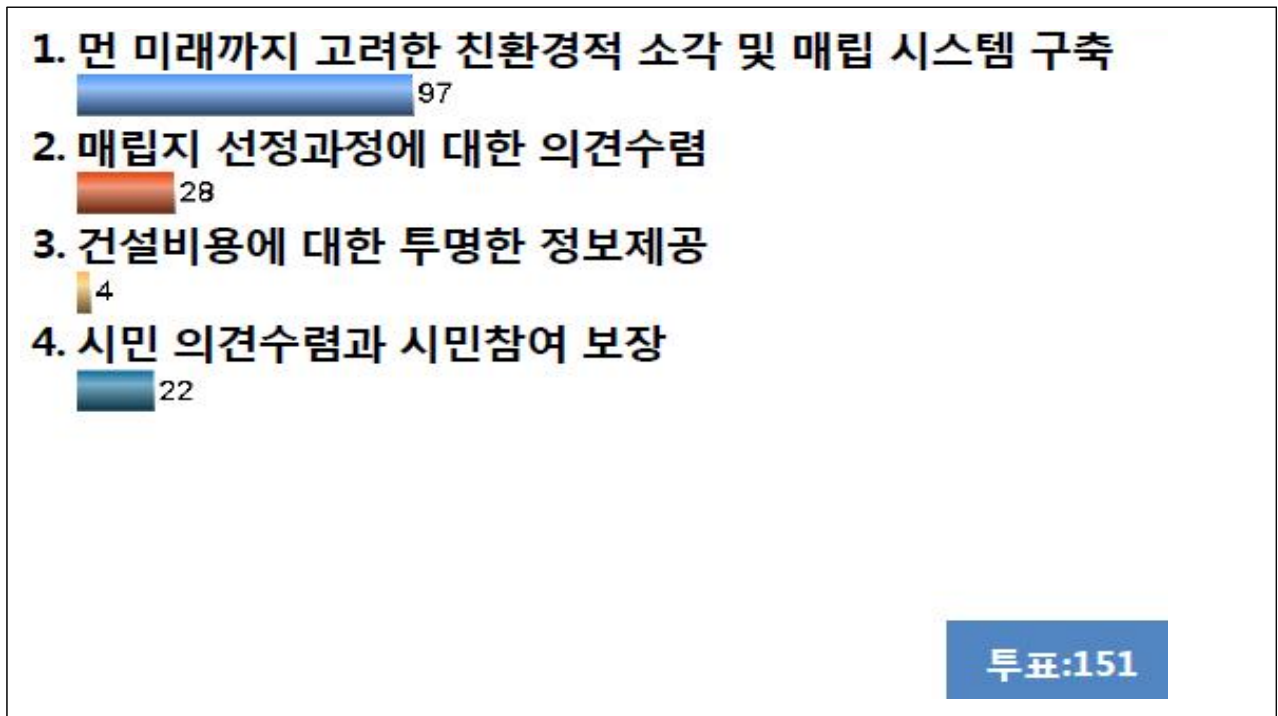 1. 먼 미래까지 고려한 친환경적 소각 및 매립 시스템 구축
97
2. 매립지 선정과정에 대한 의견수렴
28
3. 건설비용에 대한 투명한 정보제공
4
4. 시민 의견수렴과 시민참여 보장
22
투표:151